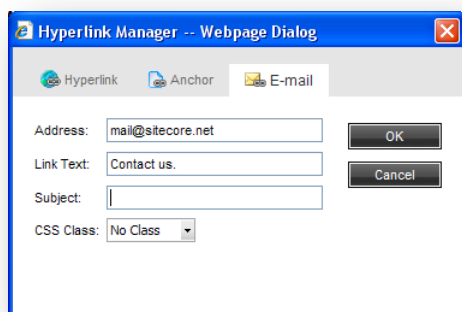 Hyperlink Manager -- Webpage Dialog
Hyperlink Anchor E-mail
Address: mail@sitecore.net OK
Link Text: Contact us. Cancel
Subject:
CSS Class: No Class